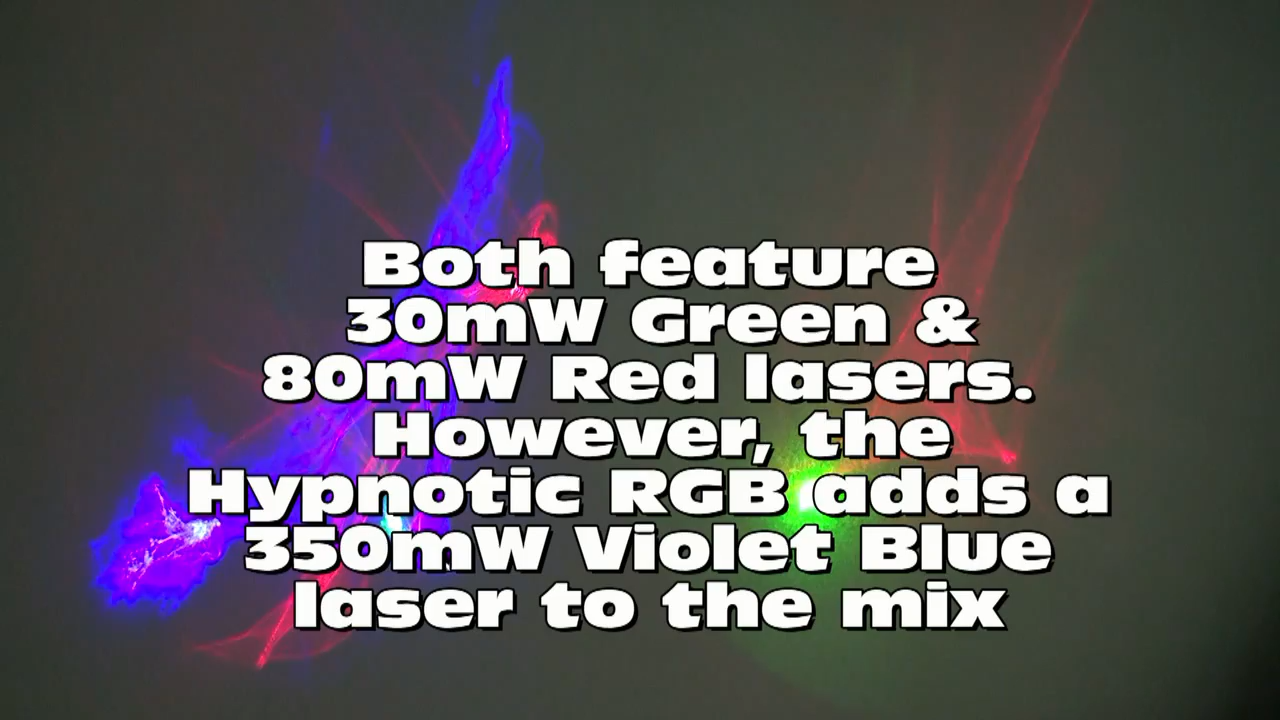 Both feature
30mW Green &
80mW Red lasers.
However, the
Hypnotic RGB adds a
350mW Violet Blue
laser to the mix